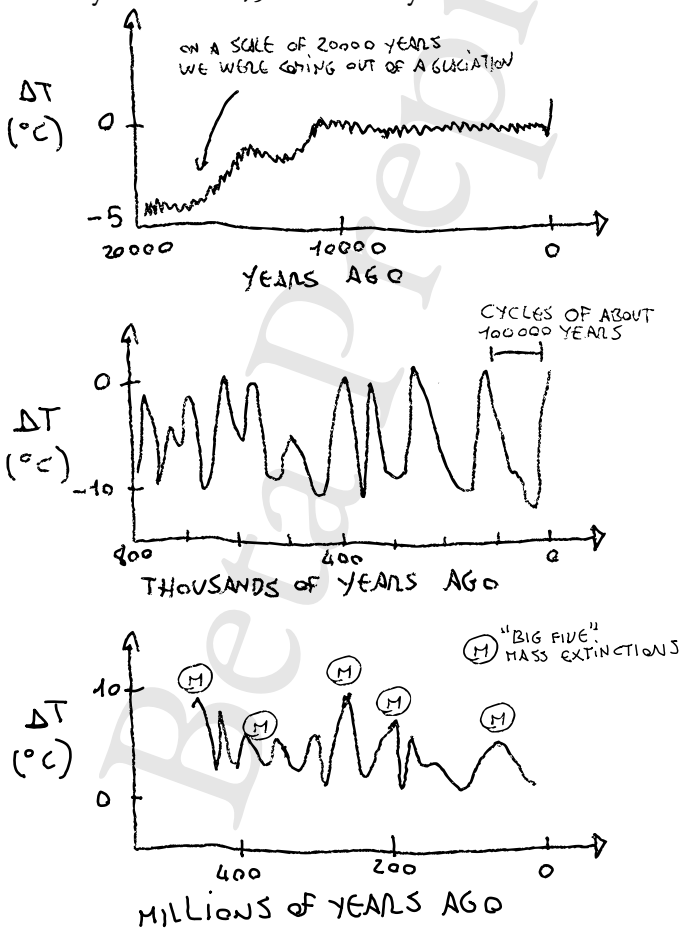 ON A SCALE OF 20000 YEARS
WE WERE COMING OUT OF A GLACIATION
ΔT
(°C)
0
-5
20000
10000
0
YEARS AGO
CYCLES OF ABOUT
100000 YEARS
0
ΔT
(°C)
-10
800
400
0
THOUSANDS OF YEARS AGO
M "BIG FIVE"
MASS EXTINCTIONS
M
M
M
M
M
10
ΔT
(°C)
0
400
200
0
MILLIONS OF YEARS AGO
Beta Prep